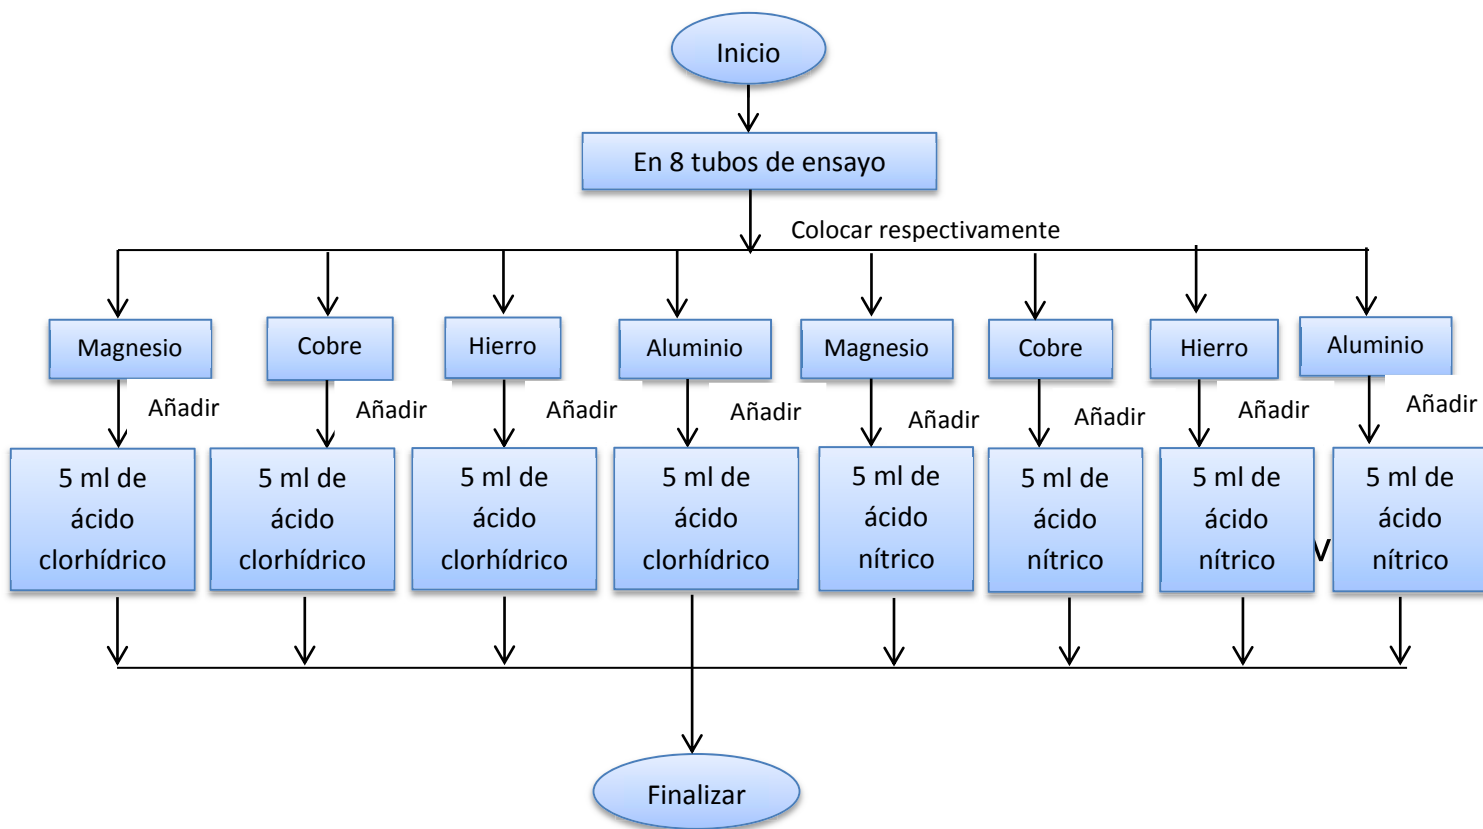 Inicio
En 8 tubos de ensayo
Colocar respectivamente
Magnesio
Cobre
Hierro
Aluminio
Magnesio
Cobre
Hierro
Aluminio
Añadir
Añadir
Añadir
Añadir
Añadir
Añadir
Añadir
Añadir
5 ml de
ácido
clorhídrico
5 ml de
ácido
clorhídrico
5 ml de
ácido
clorhídrico
5 ml de
ácido
clorhídrico
5 ml de
ácido
nítrico
5 ml de
ácido
nítrico
5 ml de
ácido
nítrico
V
5 ml de
ácido
nítrico
Finalizar